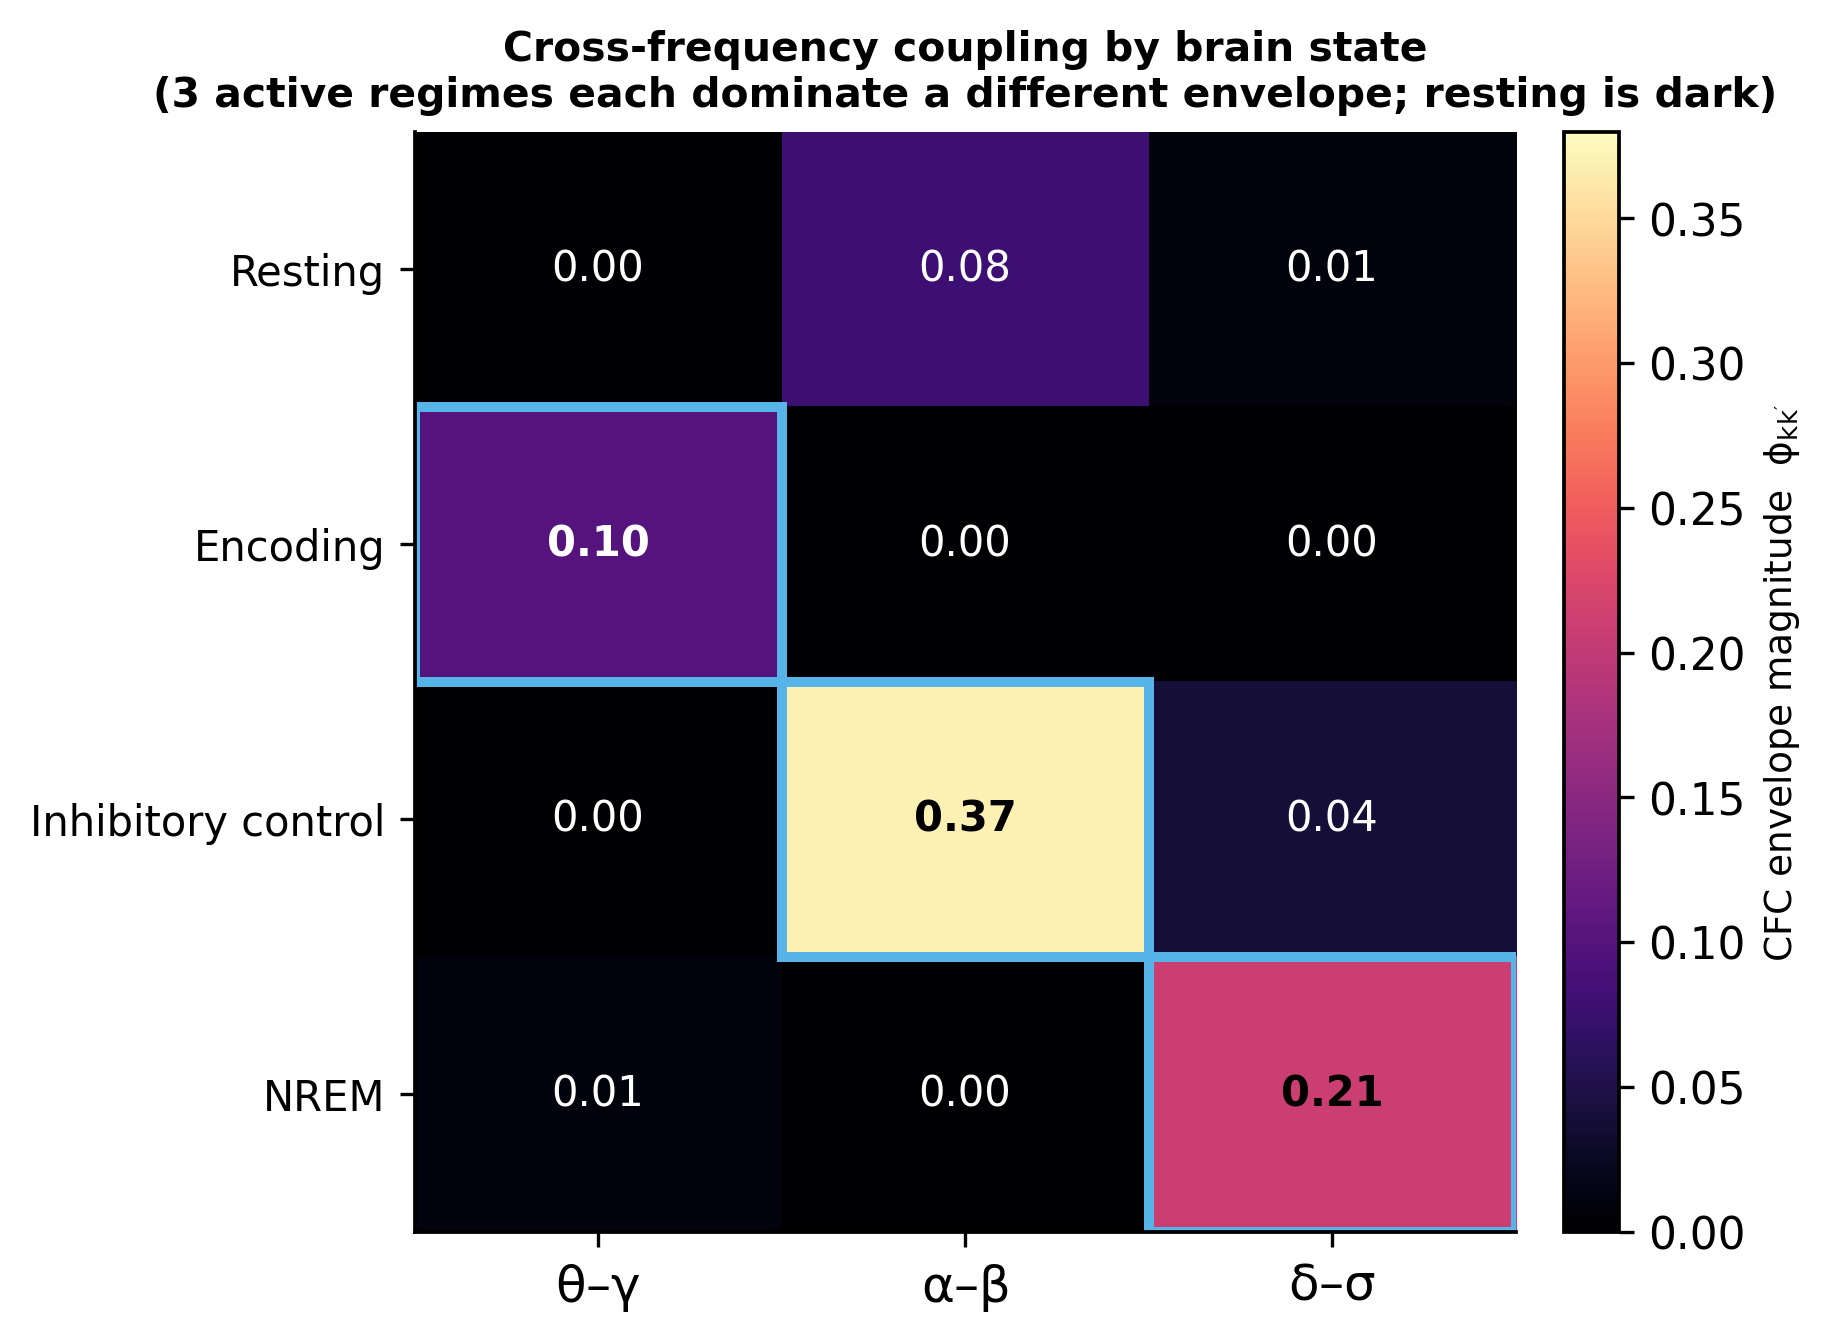 Cross-frequency coupling by brain state
(3 active regimes each dominate a different envelope; resting is dark)
Resting
0.00
0.08
0.01
Encoding
0.10
0.00
0.00
Inhibitory control
0.00
0.37
0.04
NREM
0.01
0.00
0.21
θ–γ
α–β
δ–σ
0.35
0.30
0.25
0.20
0.15
0.10
0.05
0.00
CFC envelope magnitude ϕkk′